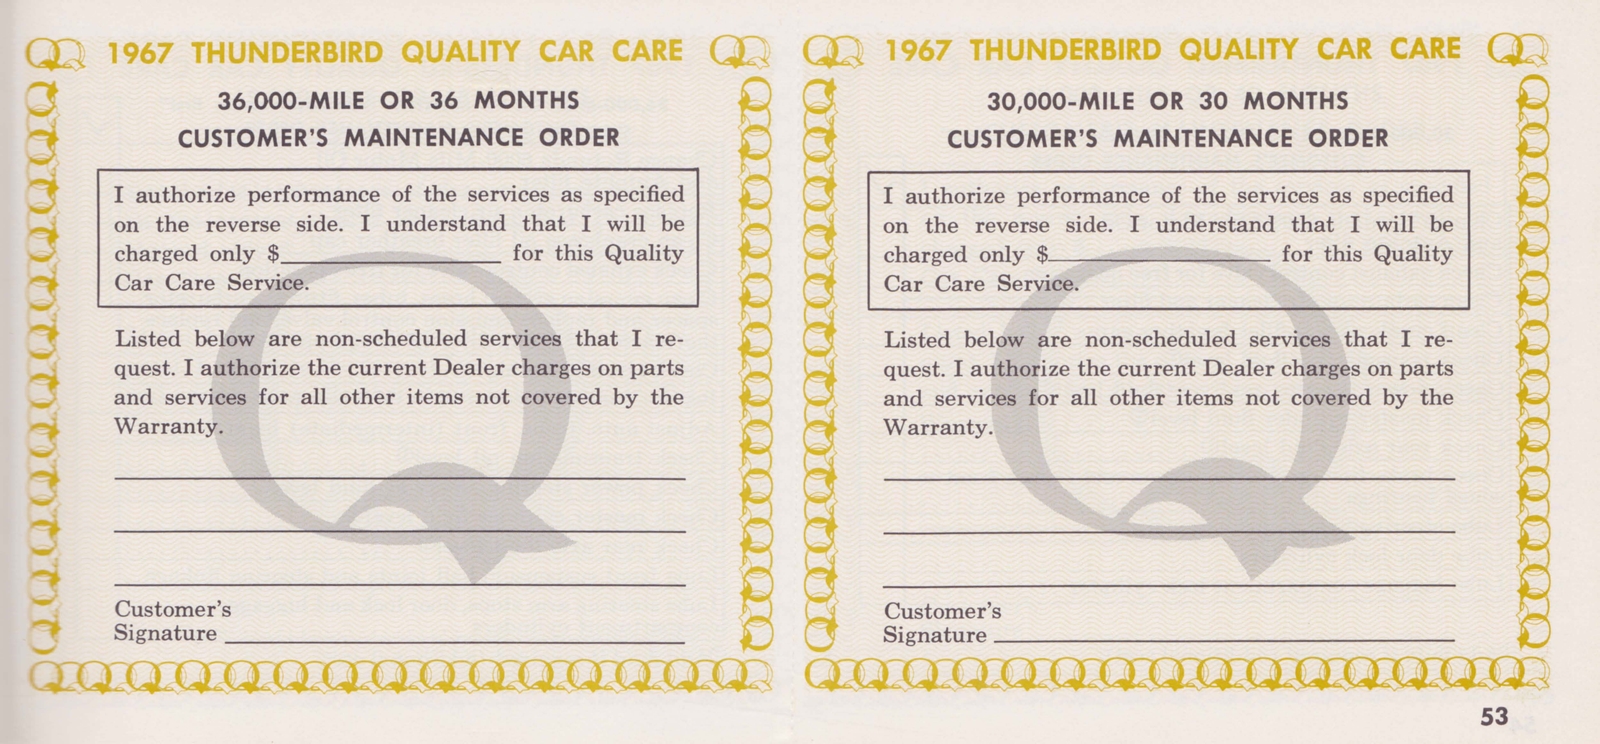 1967 THUNDERBIRD QUALITY CAR CARE
36,000-MILE OR 36 MONTHS
CUSTOMER'S MAINTENANCE ORDER
I authorize performance of the services as specified
on the reverse side. I understand that I will be
charged only $____________ for this Quality
Car Care Service.
Listed below are non-scheduled services that I re-
quest. I authorize the current Dealer charges on parts
and services for all other items not covered by the
Warranty.
Customer's
Signature ____________
1967 THUNDERBIRD QUALITY CAR CARE
30,000-MILE OR 30 MONTHS
CUSTOMER'S MAINTENANCE ORDER
I authorize performance of the services as specified
on the reverse side. I understand that I will be
charged only $____________ for this Quality
Car Care Service.
Listed below are non-scheduled services that I re-
quest. I authorize the current Dealer charges on parts
and services for all other items not covered by the
Warranty.
Customer's
Signature ____________
53